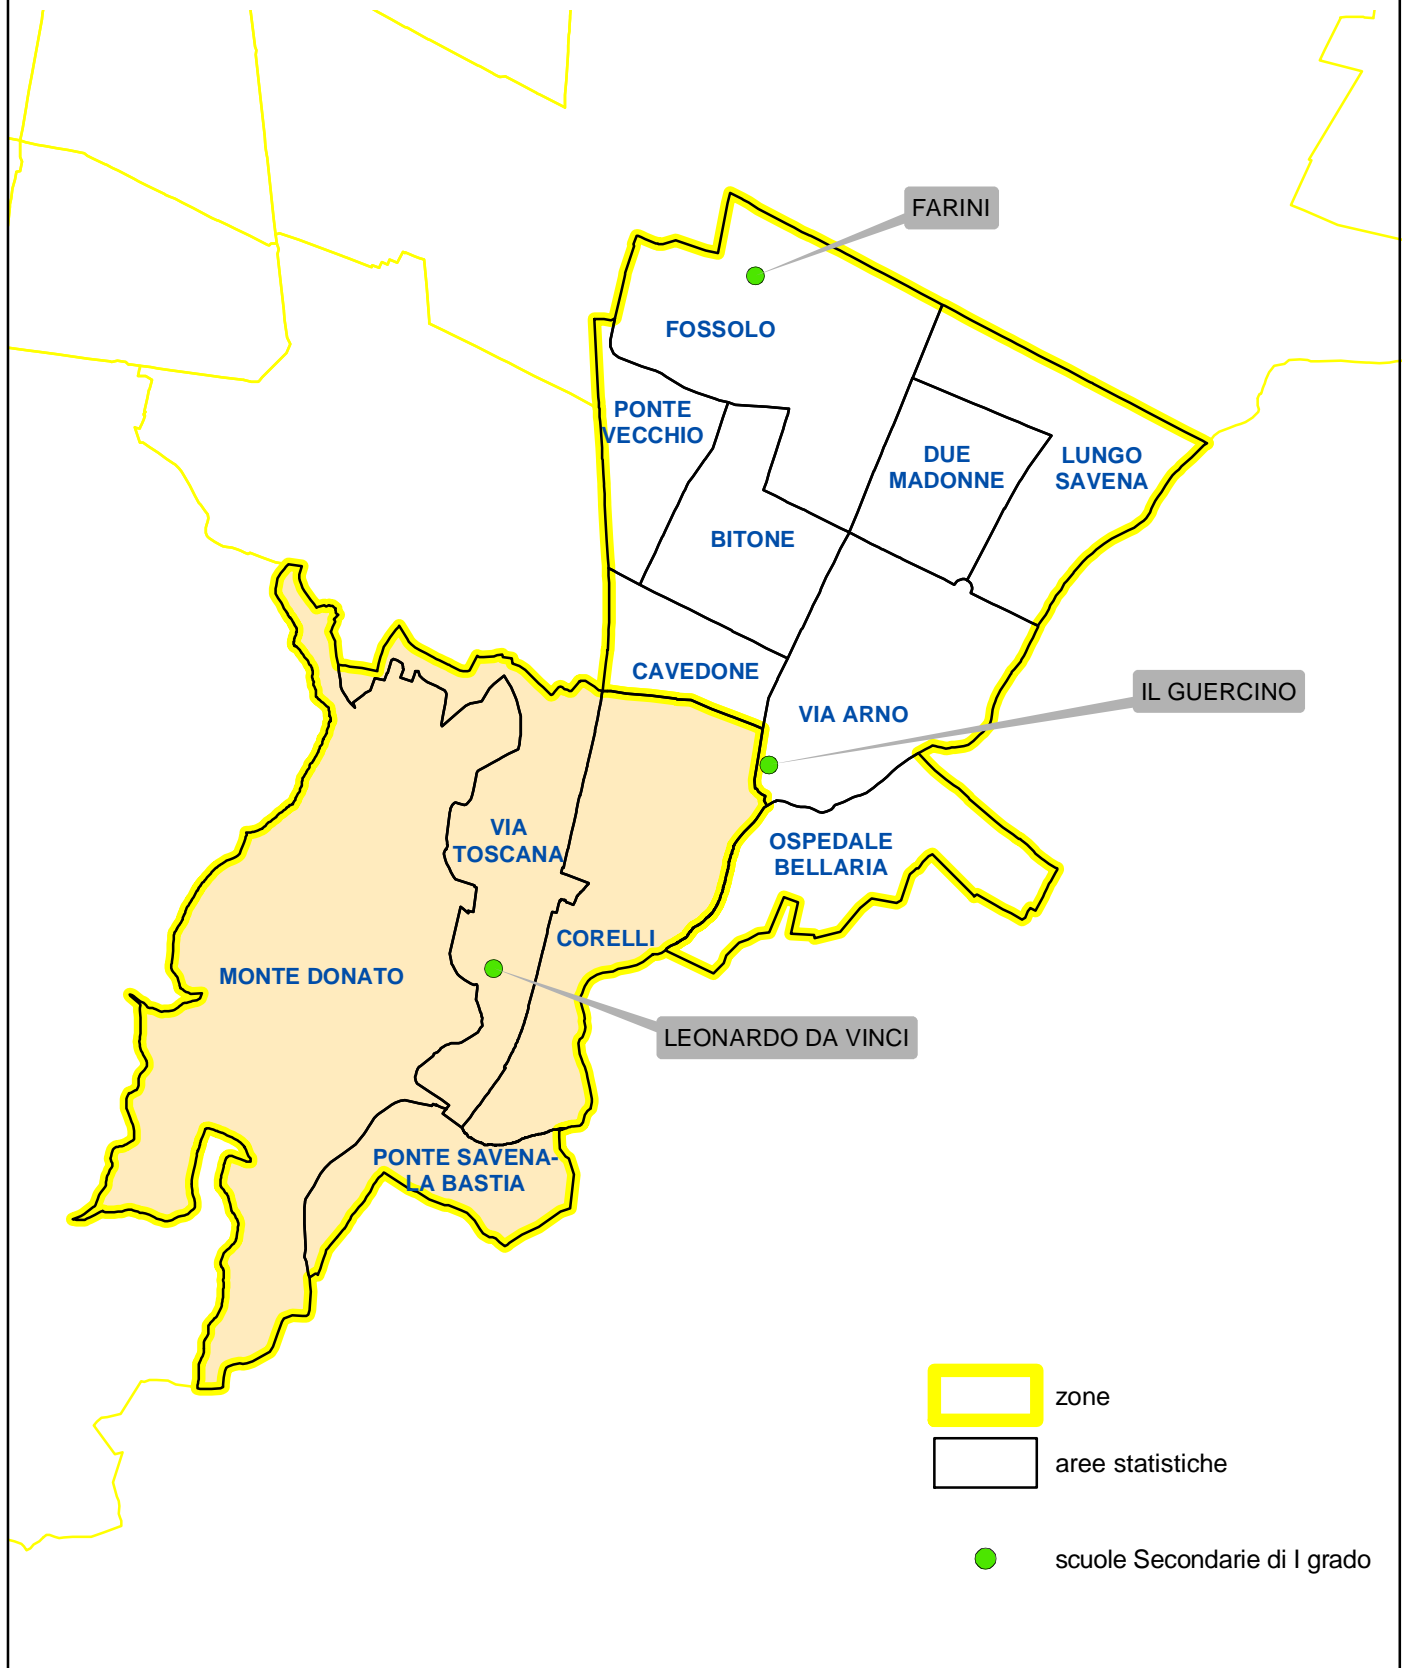 FARINI
FOSSOLO
PONTE
VECCHIO
DUE
MADONNE
LUNGO
SAVENA
BITONE
CAVEDONE
IL GUERCINO
VIA ARNO
VIA
TOSCANA
OSPEDALE
BELLARIA
CORELLI
MONTE DONATO
LEONARDO DA VINCI
PONTE SAVENA-
LA BASTIA
zone
aree statistiche
scuole Secondarie di I grado